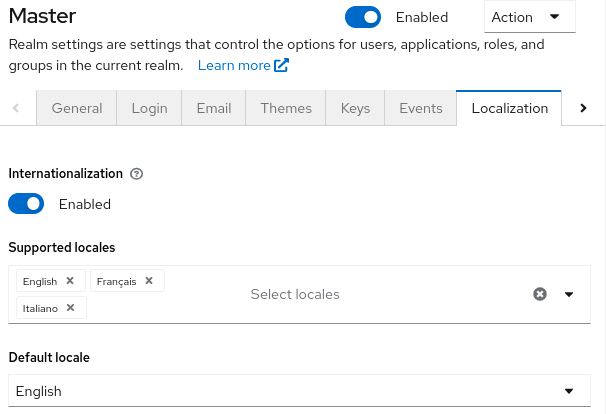 Master
Enabled
Action
Realm settings are settings that control the options for users, applications, roles, and
groups in the current realm. Learn more
General Login Email Themes Keys Events Localization
Internationalization
Enabled
Supported locales
English Français
Select locales
Italiano
Default locale
English